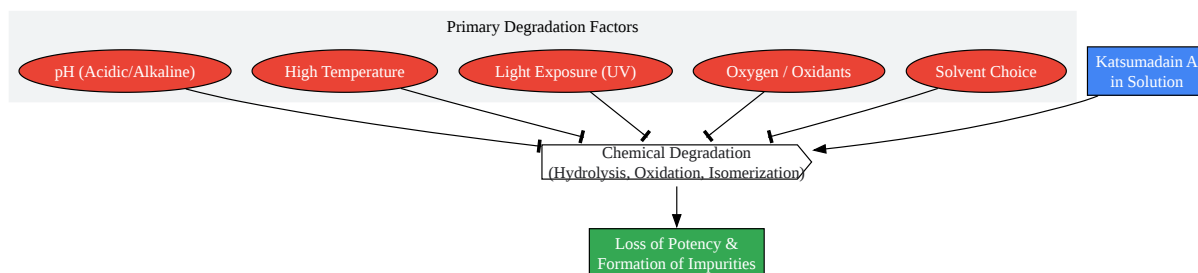 Primary Degradation Factors
pH (Acidic/Alkaline)
High Temperature
Light Exposure (UV)
Oxygen / Oxidants
Solvent Choice
Katsumadain A
in Solution
Chemical Degradation
(Hydrolysis, Oxidation, Isomerization)
Loss of Potency &
Formation of Impurities